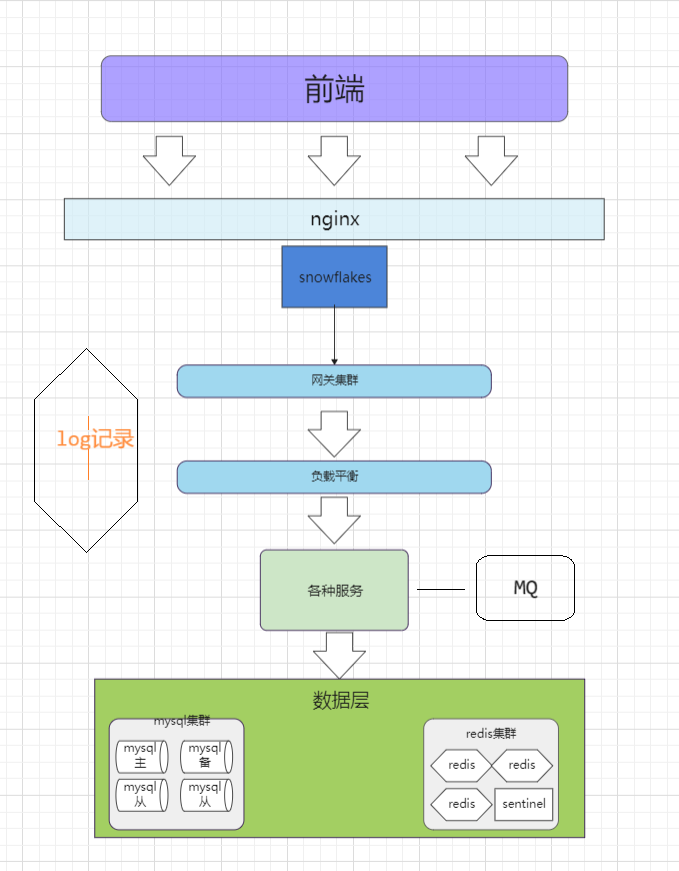 前端
nginx
snowflakes
网关集群
log记录
负载平衡
各种服务
MQ
数据层
mysql集群
mysql
主
mysql
备
mysql
从
mysql
从
redis集群
redis
redis
redis
sentinel